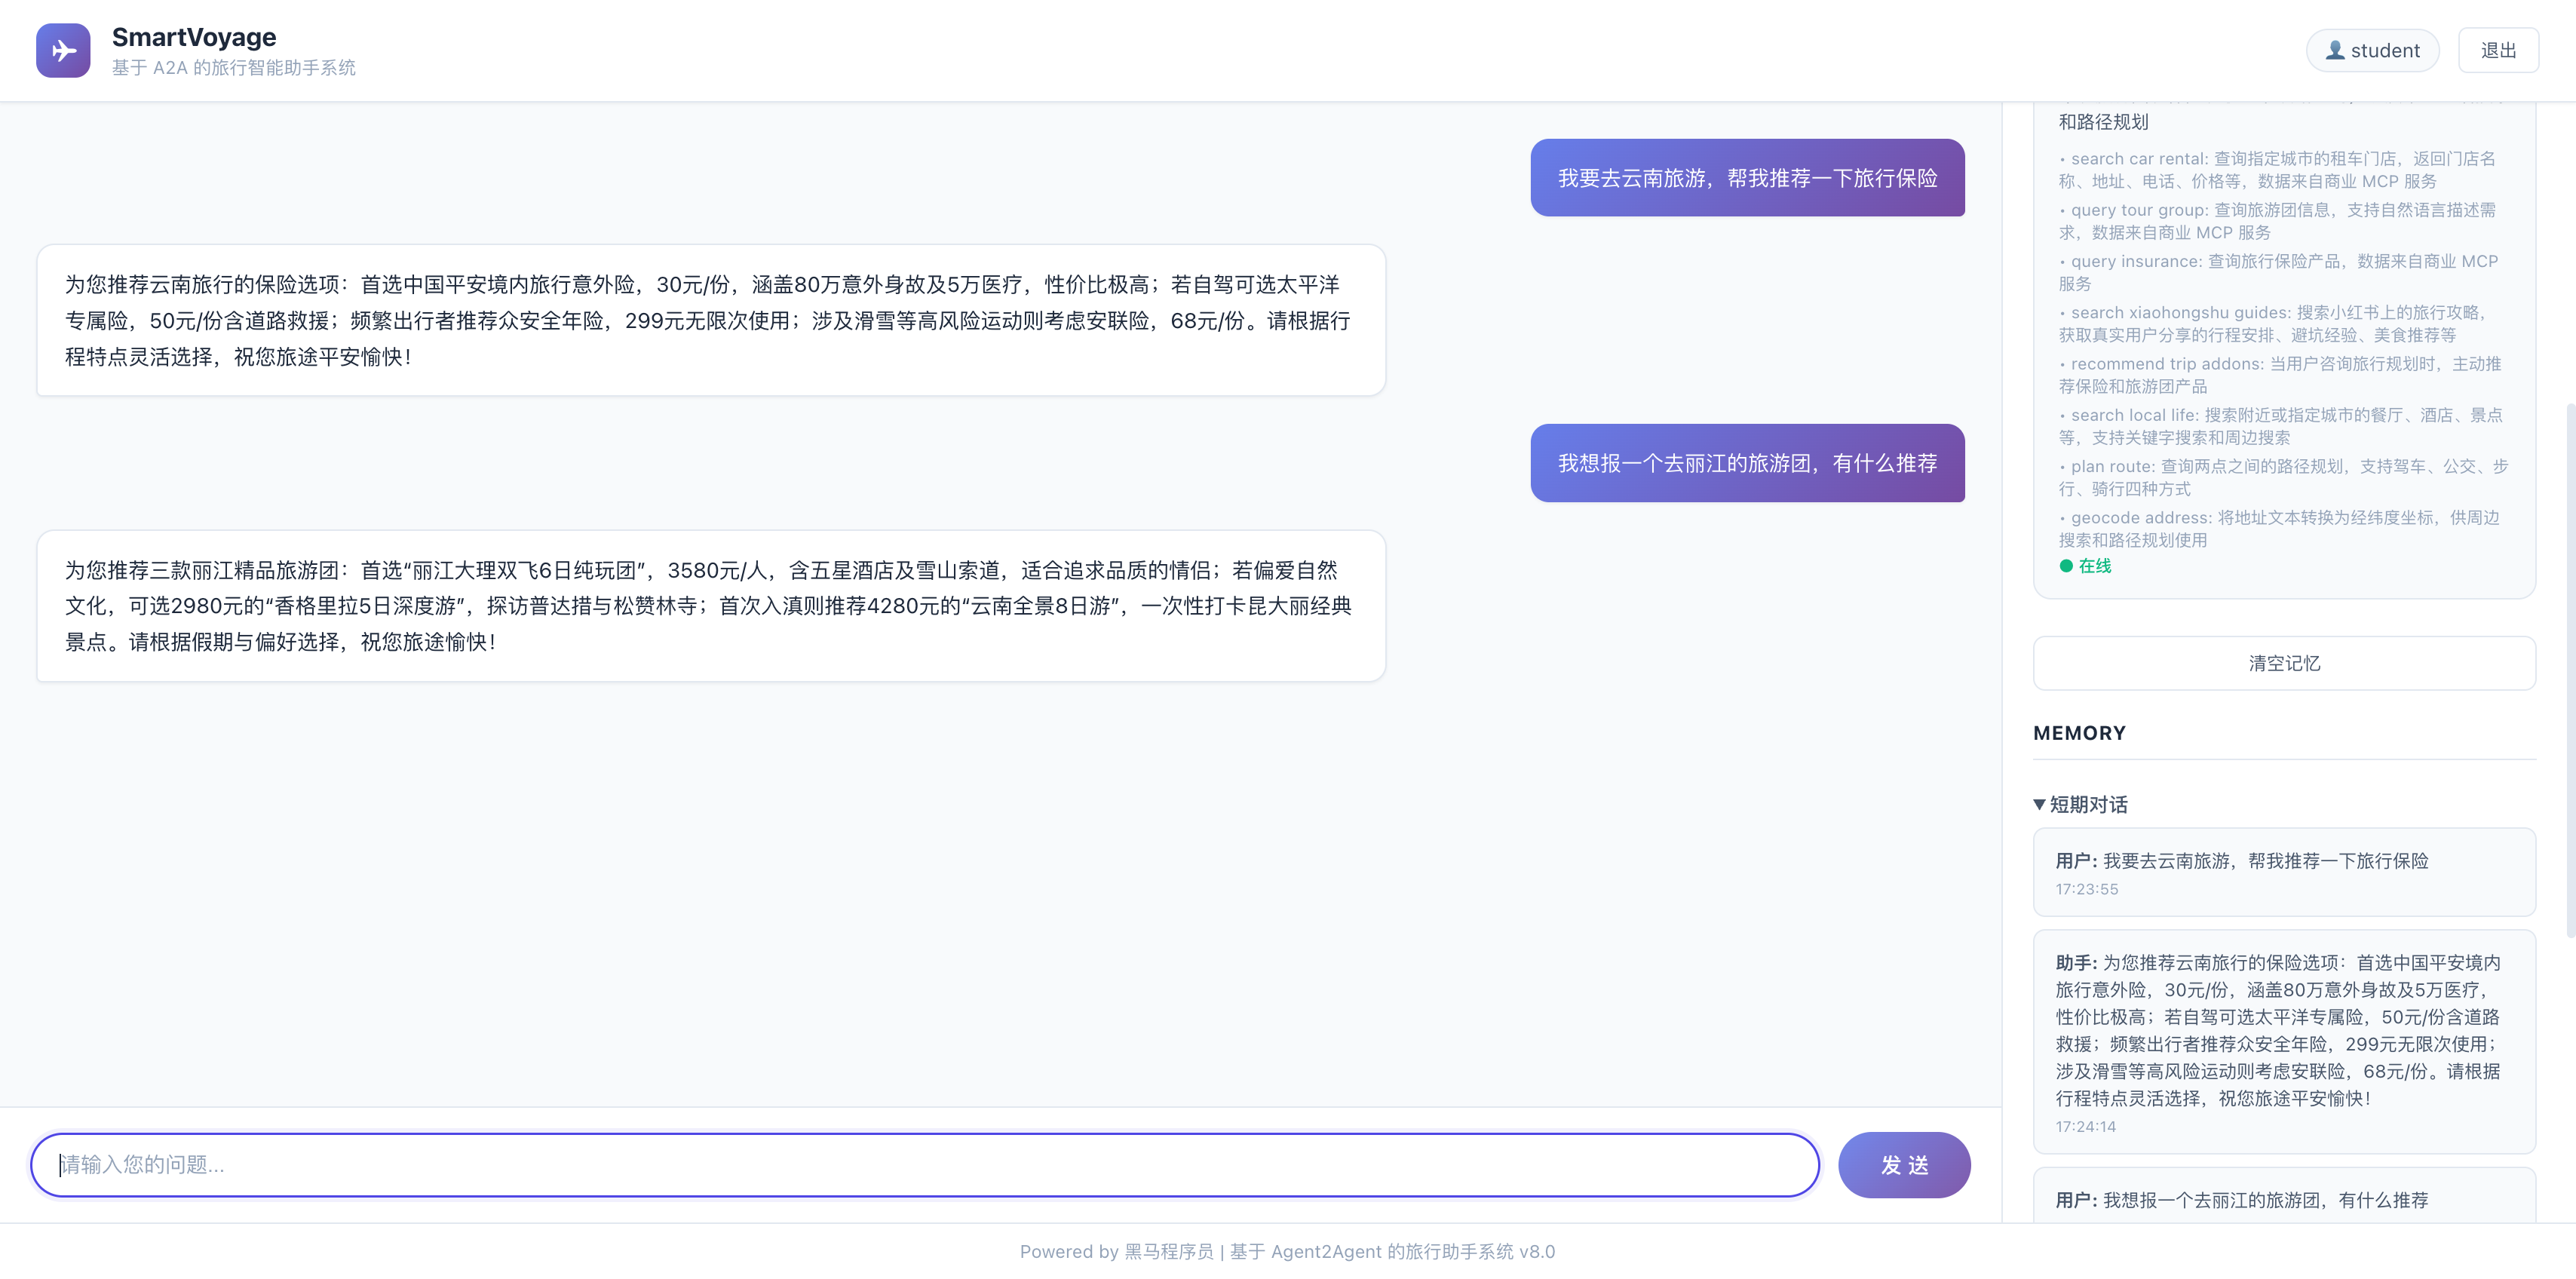 SmartVoyage
基于 A2A 的旅行智能助手系统
student
退出
我要去云南旅游，帮我推荐一下旅行保险
为您推荐云南旅行的保险选项：首选中国平安境内旅行意外险，30元/份，涵盖80万意外身故及5万医疗，性价比极高；若自驾可选太平洋
专属险，50元/份含道路救援；频繁出行者推荐众安全年险，299元无限次使用；涉及滑雪等高风险运动则考虑安联险，68元/份。请根据行
程特点灵活选择，祝您旅途平安愉快！
我想报一个去丽江的旅游团，有什么推荐
为您推荐三款丽江精品旅游团：首选“丽江大理双飞6日纯玩团”，3580元/人，含五星酒店及雪山索道，适合追求品质的情侣；若偏爱自然
文化，可选2980元的“香格里拉5日深度游”，探访普达措与松赞林寺；首次入滇则推荐4280元的“云南全景8日游”，一次性打卡昆大丽经典
景点。请根据假期与偏好选择，祝您旅途愉快！
请输入您的问题...
发 送
和路径规划
• search car rental: 查询指定城市的租车门店，返回门店名
称、地址、电话、价格等，数据来自商业 MCP 服务
• query tour group: 查询旅游团信息，支持自然语言描述需
求，数据来自商业 MCP 服务
• query insurance: 查询旅行保险产品，数据来自商业 MCP
服务
• search xiaohongshu guides: 搜索小红书上的旅行攻略，
获取真实用户分享的行程安排、避坑经验、美食推荐等
• recommend trip addons: 当用户咨询旅行规划时，主动推
荐保险和旅游团产品
• search local life: 搜索附近或指定城市的餐厅、酒店、景点
等，支持关键字搜索和周边搜索
• plan route: 查询两点之间的路径规划，支持驾车、公交、步
行、骑行四种方式
• geocode address: 将地址文本转换为经纬度坐标，供周边
搜索和路径规划使用
在线
清空记忆
MEMORY
▼短期对话
用户: 我要去云南旅游，帮我推荐一下旅行保险
17:23:55
助手: 为您推荐云南旅行的保险选项：首选中国平安境内
旅行意外险，30元/份，涵盖80万意外身故及5万医疗，
性价比极高；若自驾可选太平洋专属险，50元/份含道路
救援；频繁出行者推荐众安全年险，299元无限次使用；
涉及滑雪等高风险运动则考虑安联险，68元/份。请根据
行程特点灵活选择，祝您旅途平安愉快！
17:24:14
用户: 我想报一个去丽江的旅游团，有什么推荐
Powered by 黑马程序员 | 基于 Agent2Agent 的旅行助手系统 v8.0